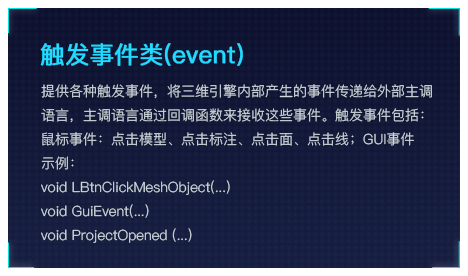 触发事件类(event)
提供各种触发事件，将三维引擎内部产生的事件传递给外部主调
语言，主调语言通过回调函数来接收这些事件。触发事件包括：
鼠标事件：点击模型、点击标注、点击面、点击线；GUI事件
示例：
void LBtnClickMeshObject(...)
void GuiEvent(...)
void ProjectOpened (...)